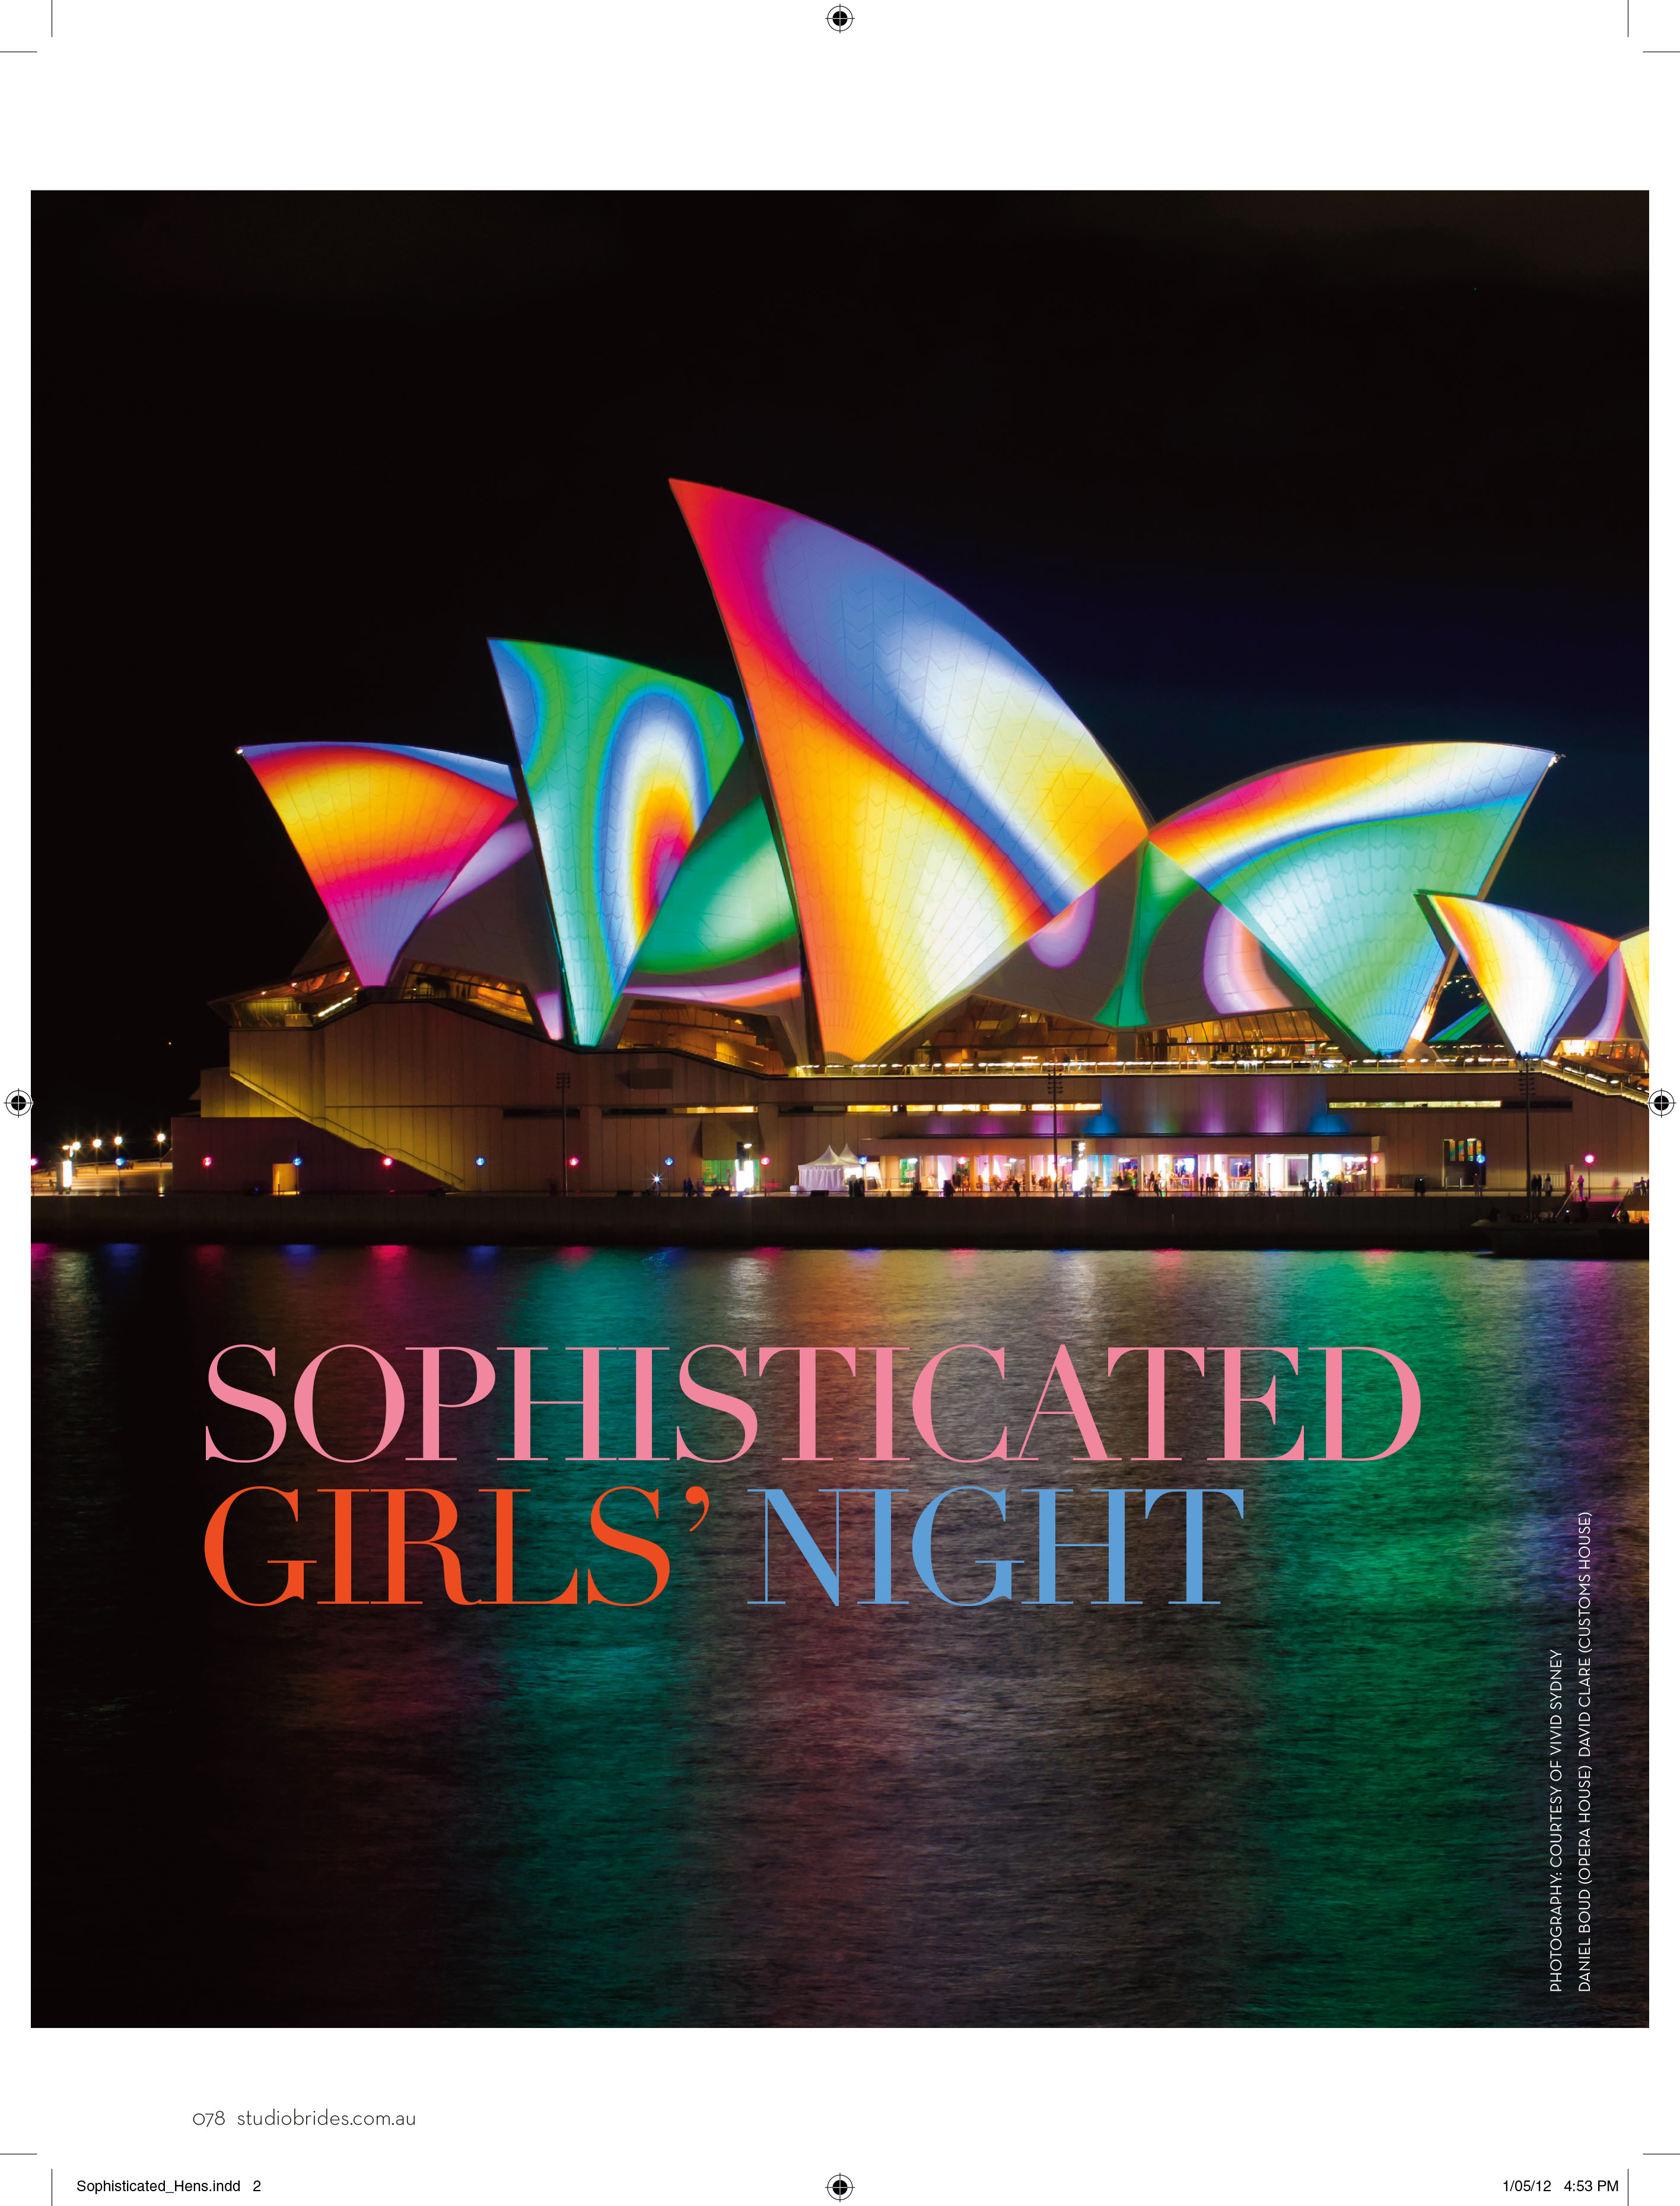 SOPHISTICATED
GIRLS’ NIGHT
PHOTOGRAPHY: COURTESY OF VIVID SYDNEY
DANIEL BOUD (OPERA HOUSE) DAVID CLARE (CUSTOMS HOUSE)
078 studiobrides.com.au
Sophisticated_Hens.indd 2
1/05/12 4:53 PM